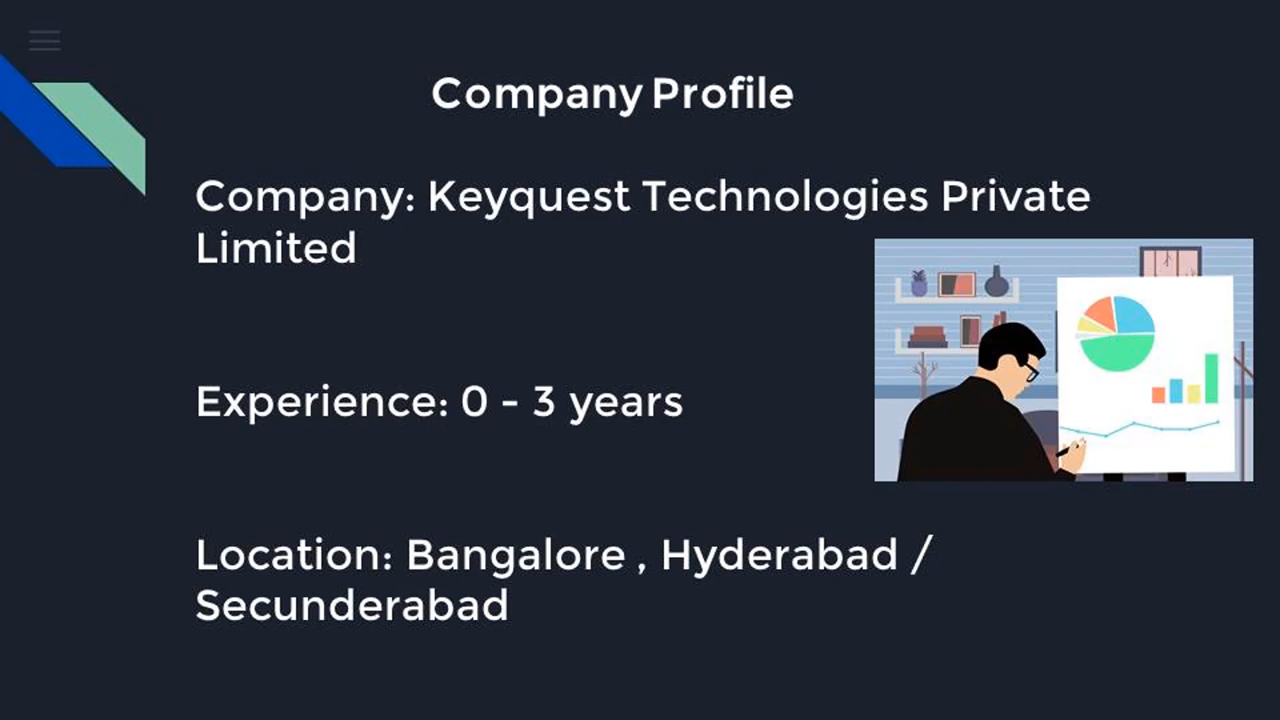 Company Profile
Company: Keyquest Technologies Private
Limited
Experience: 0 - 3 years
Location: Bangalore , Hyderabad /
Secunderabad